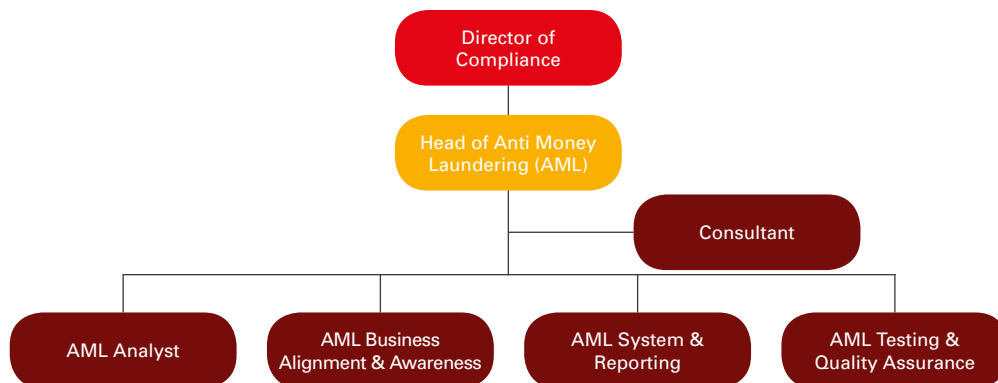 Director of
Compliance
Head of Anti Money
Laundering (AML)
Consultant
AML Analyst
AML Business
Alignment & Awareness
AML System &
Reporting
AML Testing &
Quality Assurance